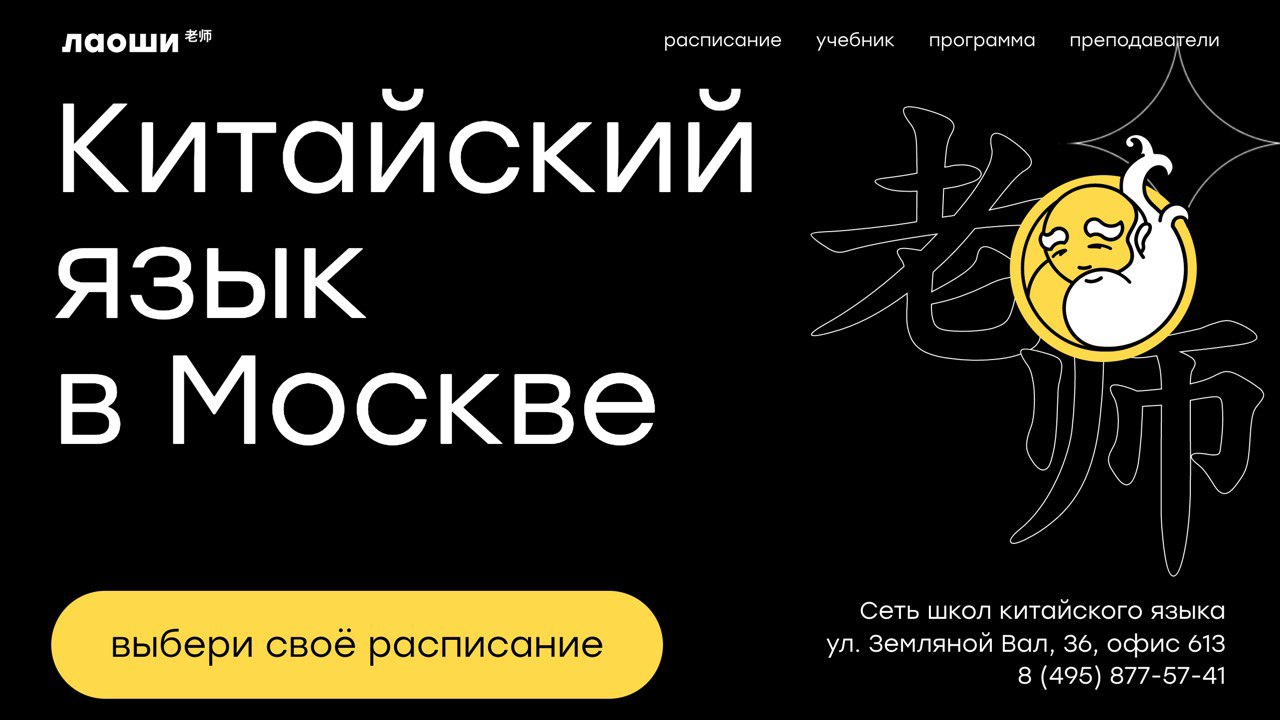 лаоши 老师
расписание учебник программа преподаватели
Китайский
язык
в Москве
老
师
выбери своё расписание
Сеть школ китайского языка
ул. Земляной Вал, 36, офис 613
8 (495) 877-57-41